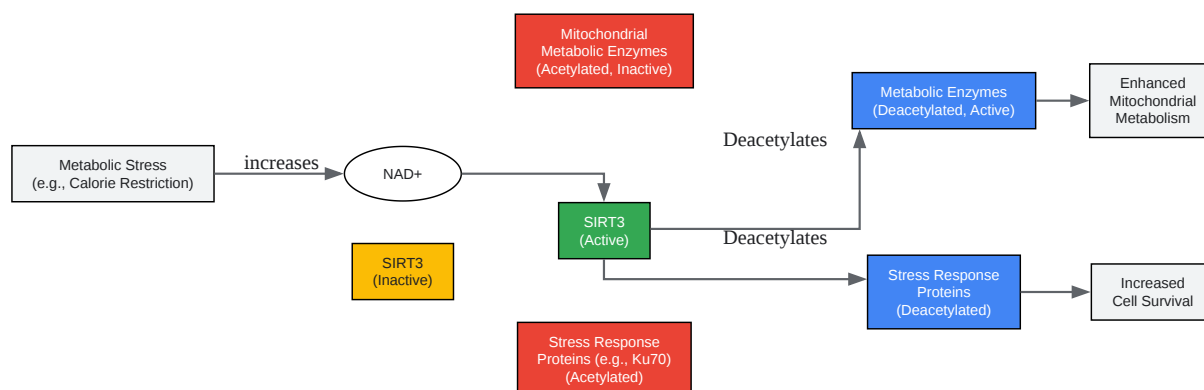 Mitochondrial
Metabolic Enzymes
(Acetylated, Inactive)
Metabolic Enzymes
(Deacetylated, Active)
Enhanced
Mitochondrial
Metabolism
Deacetylates
Metabolic Stress
(e.g., Calorie Restriction)
increases
NAD+
SIRT3
(Active)
Deacetylates
SIRT3
(Inactive)
Stress Response
Proteins
(Deacetylated)
Increased
Cell Survival
Stress Response
Proteins (e.g., Ku70)
(Acetylated)